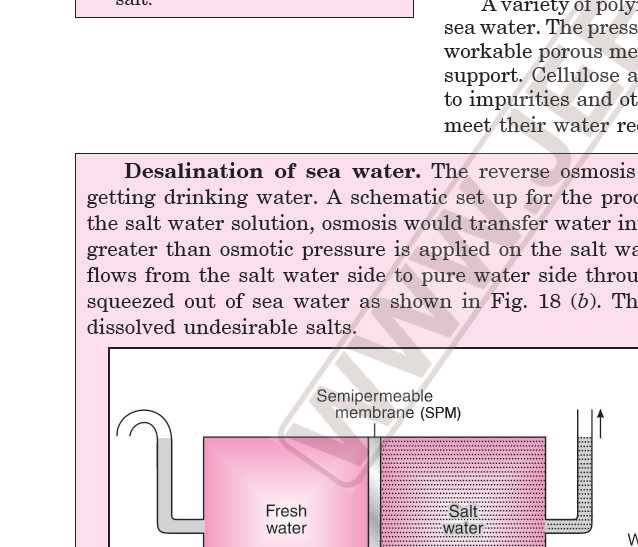 salt.
A variety of poly
sea water. The press
workable porous me
support. Cellulose a
to impurities and ot
meet their water re
Desalination of sea water. The reverse osmosis
getting drinking water. A schematic set up for the proc
the salt water solution, osmosis would transfer water in
greater than osmotic pressure is applied on the salt wa
flows from the salt water side to pure water side throu
squeezed out of sea water as shown in Fig. 18 (b). Th
dissolved undesirable salts.
Semipermeable
membrane (SPM)
Fresh
water
Salt
water
W
WWW.JEE